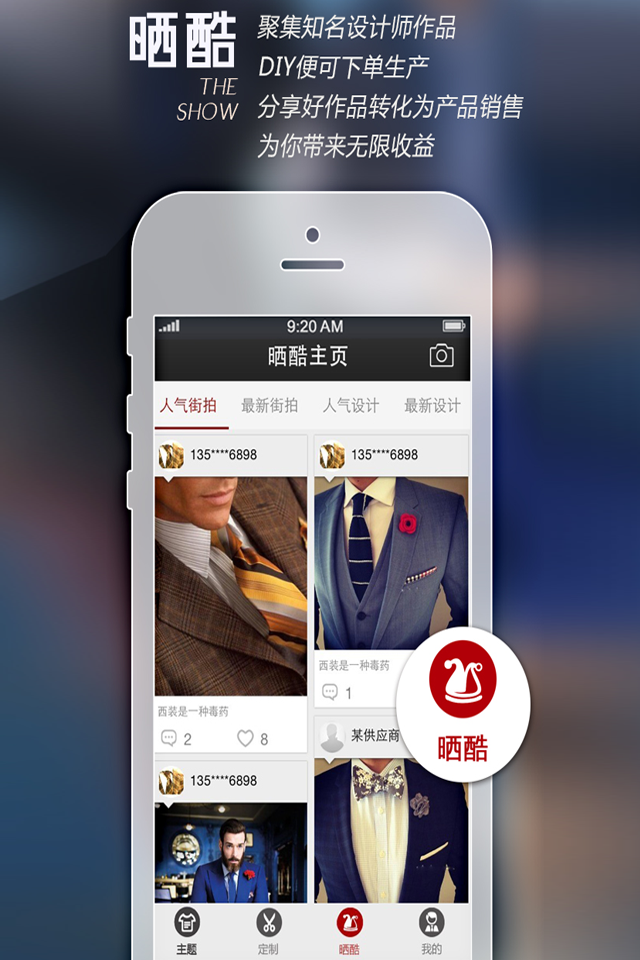 晒酷
THE
SHOW
聚集知名设计师作品
DIY便可下单生产
分享好作品转化为产品销售
为你带来无限收益
9:20 AM
晒酷主页
人气街拍 最新街拍 人气设计 最新设计
135****6898
135****6898
西装是一种毒药
2 8
西装是一种毒药
1
某供应商
135****6898
晒酷
主题 定制 晒酷 我的